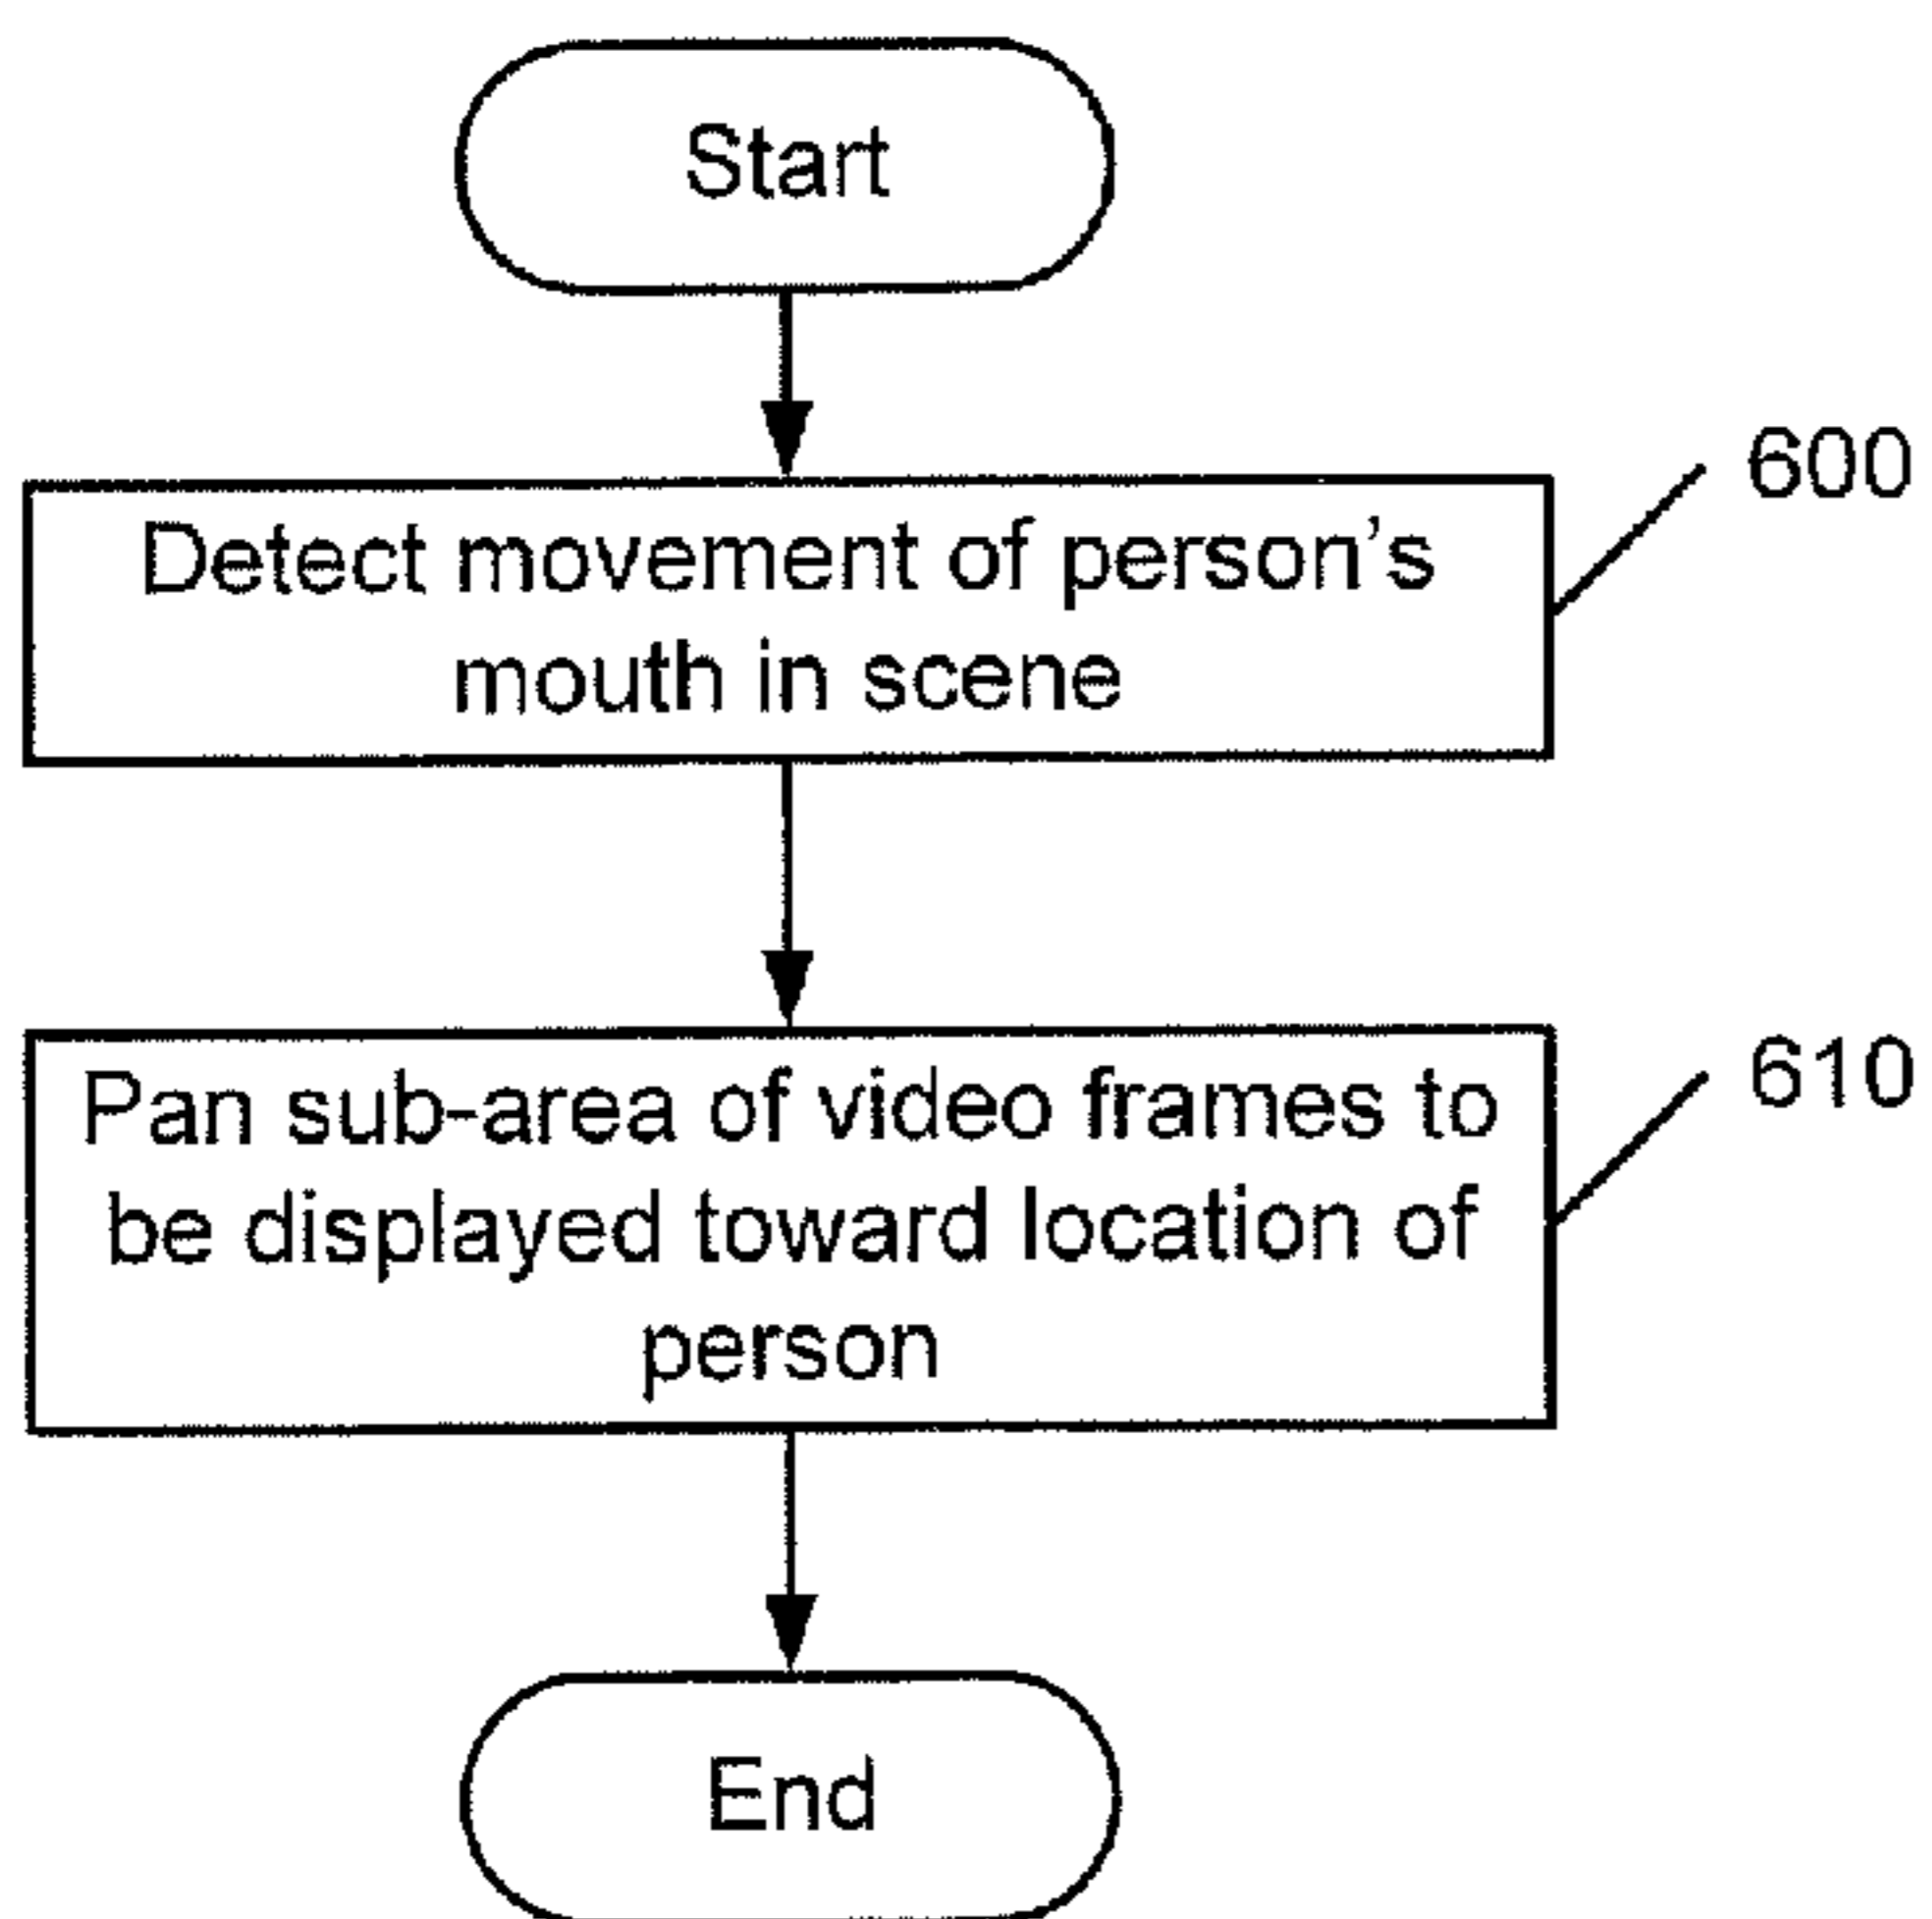 Start
600
Detect movement of person's
mouth in scene
610
Pan sub-area of video frames to
be displayed toward location of
person
End